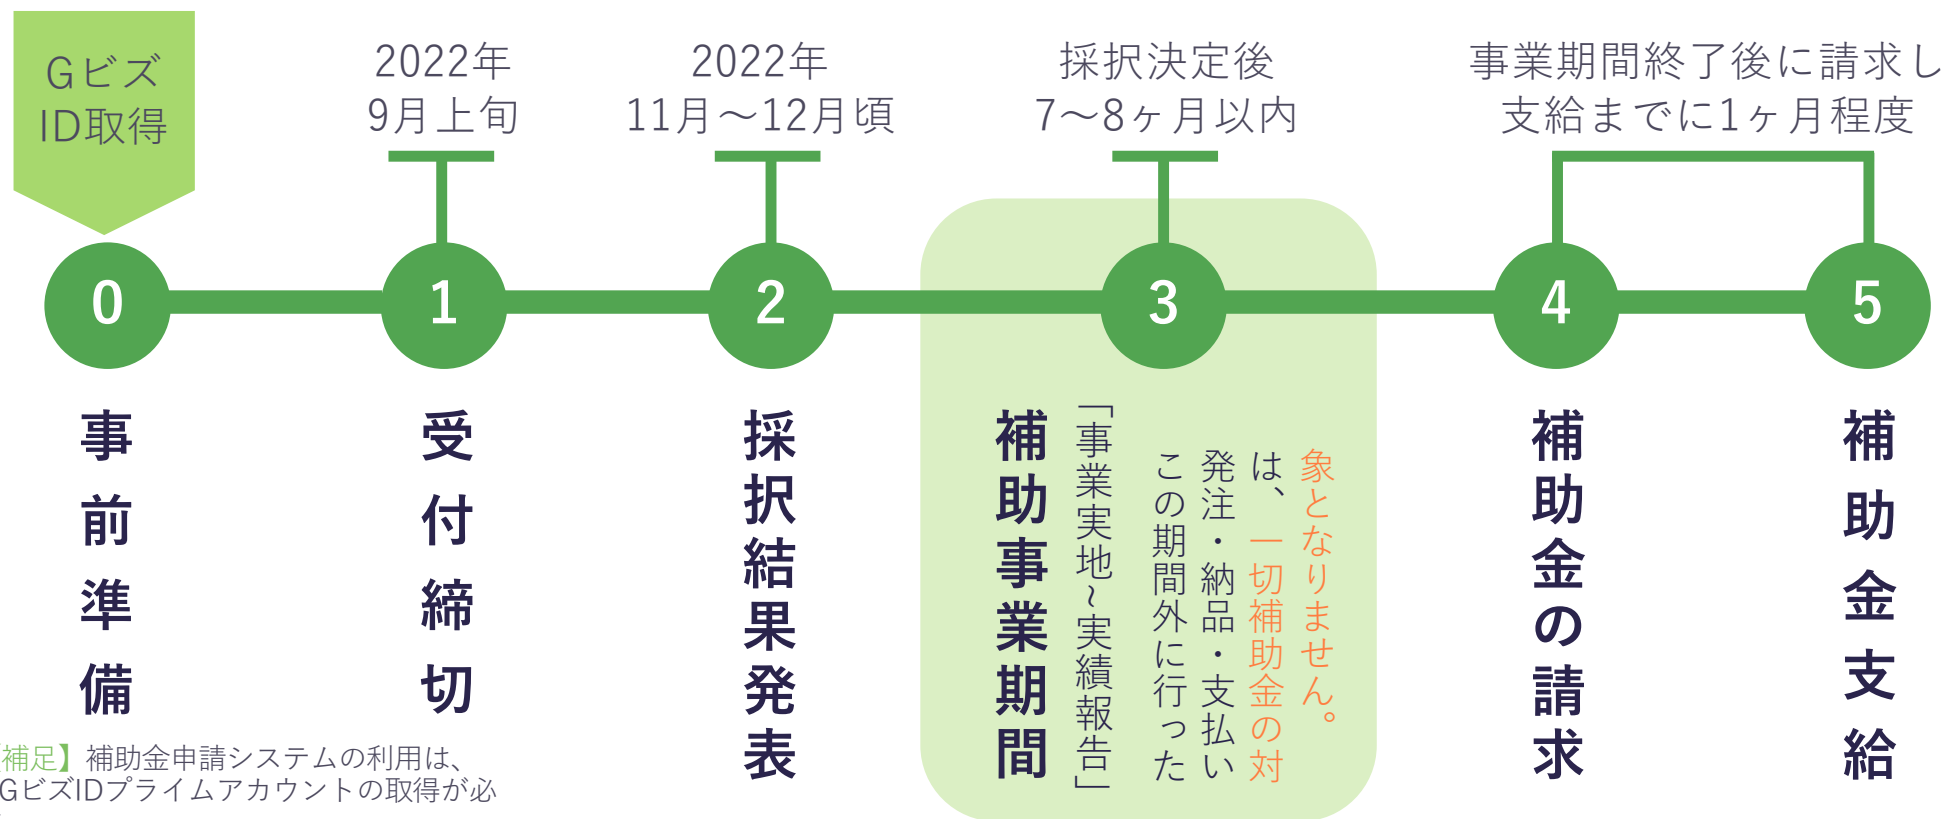 Gビズ
ID取得
2022年
9月上旬
2022年
11月〜12月頃
採択決定後
7〜8ヶ月以内
事業期間終了後に請求し
支給までに1ヶ月程度
0
1
2
3
4
5
事前準備
受付締切
採択結果発表
補助事業期間
「事業実地~実績報告」
この期間外に行った
発注・納品・支払い
は、一切補助金の対
象となりません。
補助金の請求
補助金支給
補足】補助金申請システムの利用は、
GビズIDプライムアカウントの取得が必